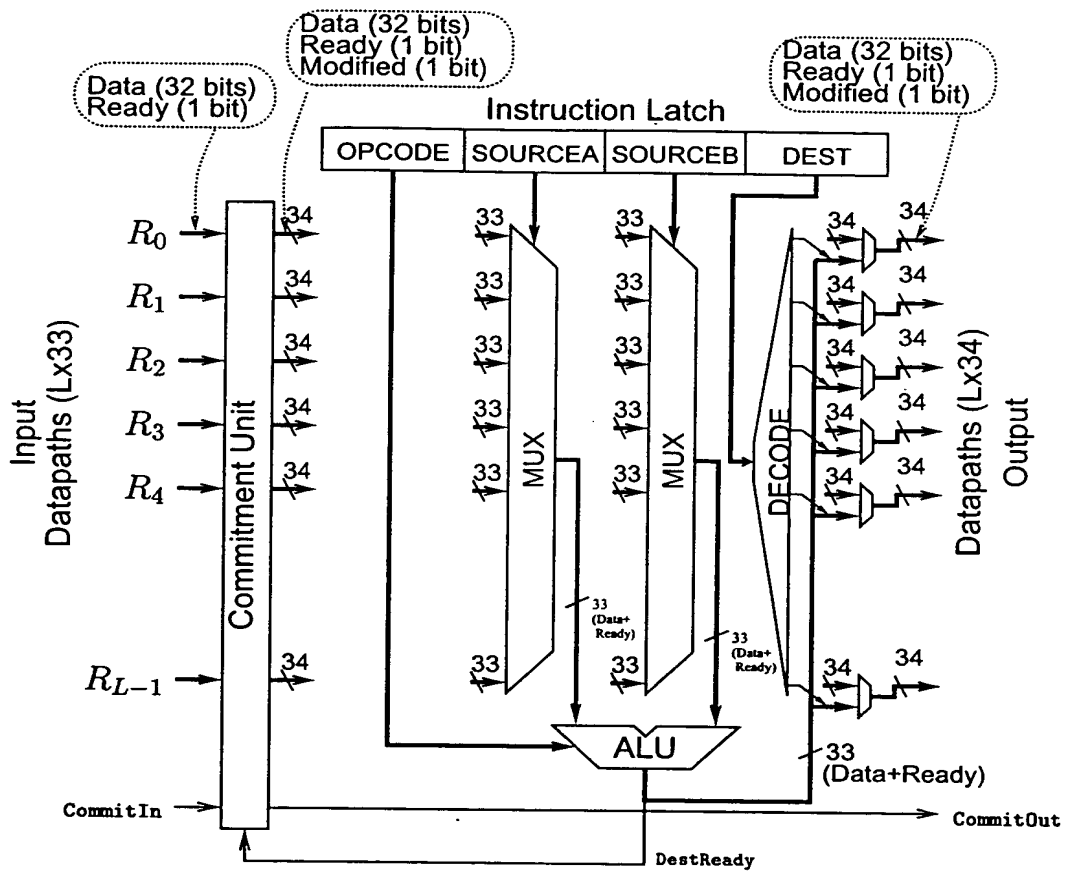 Data (32 bits)
Ready (1 bit)
Data (32 bits)
Ready (1 bit)
Modified (1 bit)
Data (32 bits)
Ready (1 bit)
Modified (1 bit)
Instruction Latch
OPCODE
SOURCEA
SOURCEB
DEST
Input
Datapaths (Lx33)
R0
R1
R2
R3
R4
RL−1
Commitment Unit
34
34
34
34
34
34
33
33
33
33
33
33
MUX
33
(Data+
Ready)
33
33
33
33
33
33
MUX
33
(Data+
Ready)
DECODE
34
34
34
34
34
34
34
34
34
34
34
34
Datapaths (Lx34)
Output
ALU
33
(Data+Ready)
CommitIn
CommitOut
DestReady